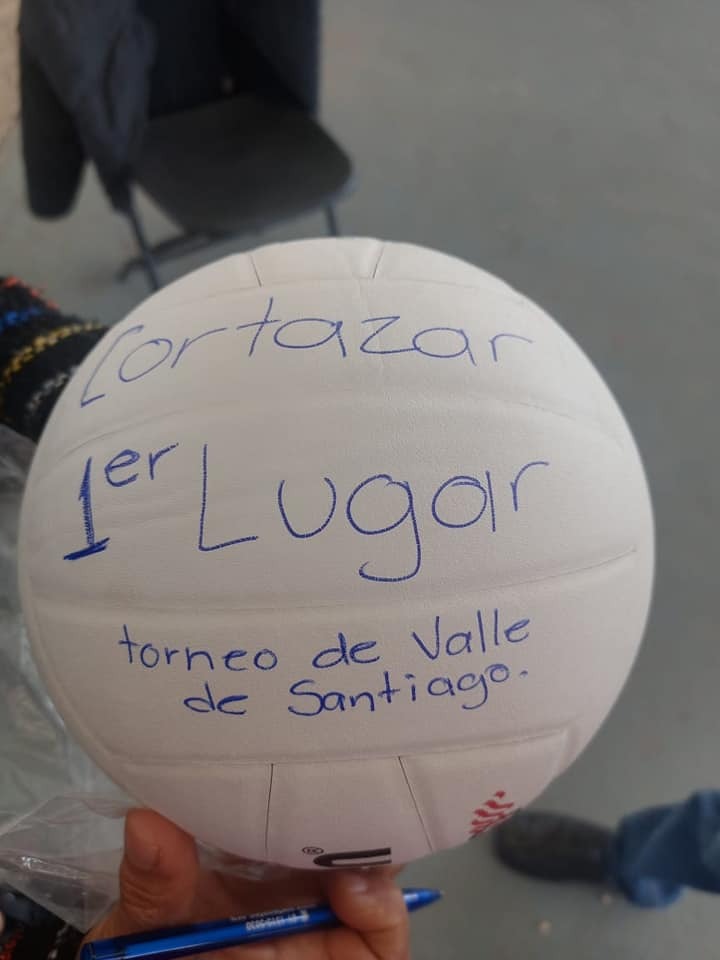 Cortazar
1er Lugar
torneo de Valle
de Santiago.